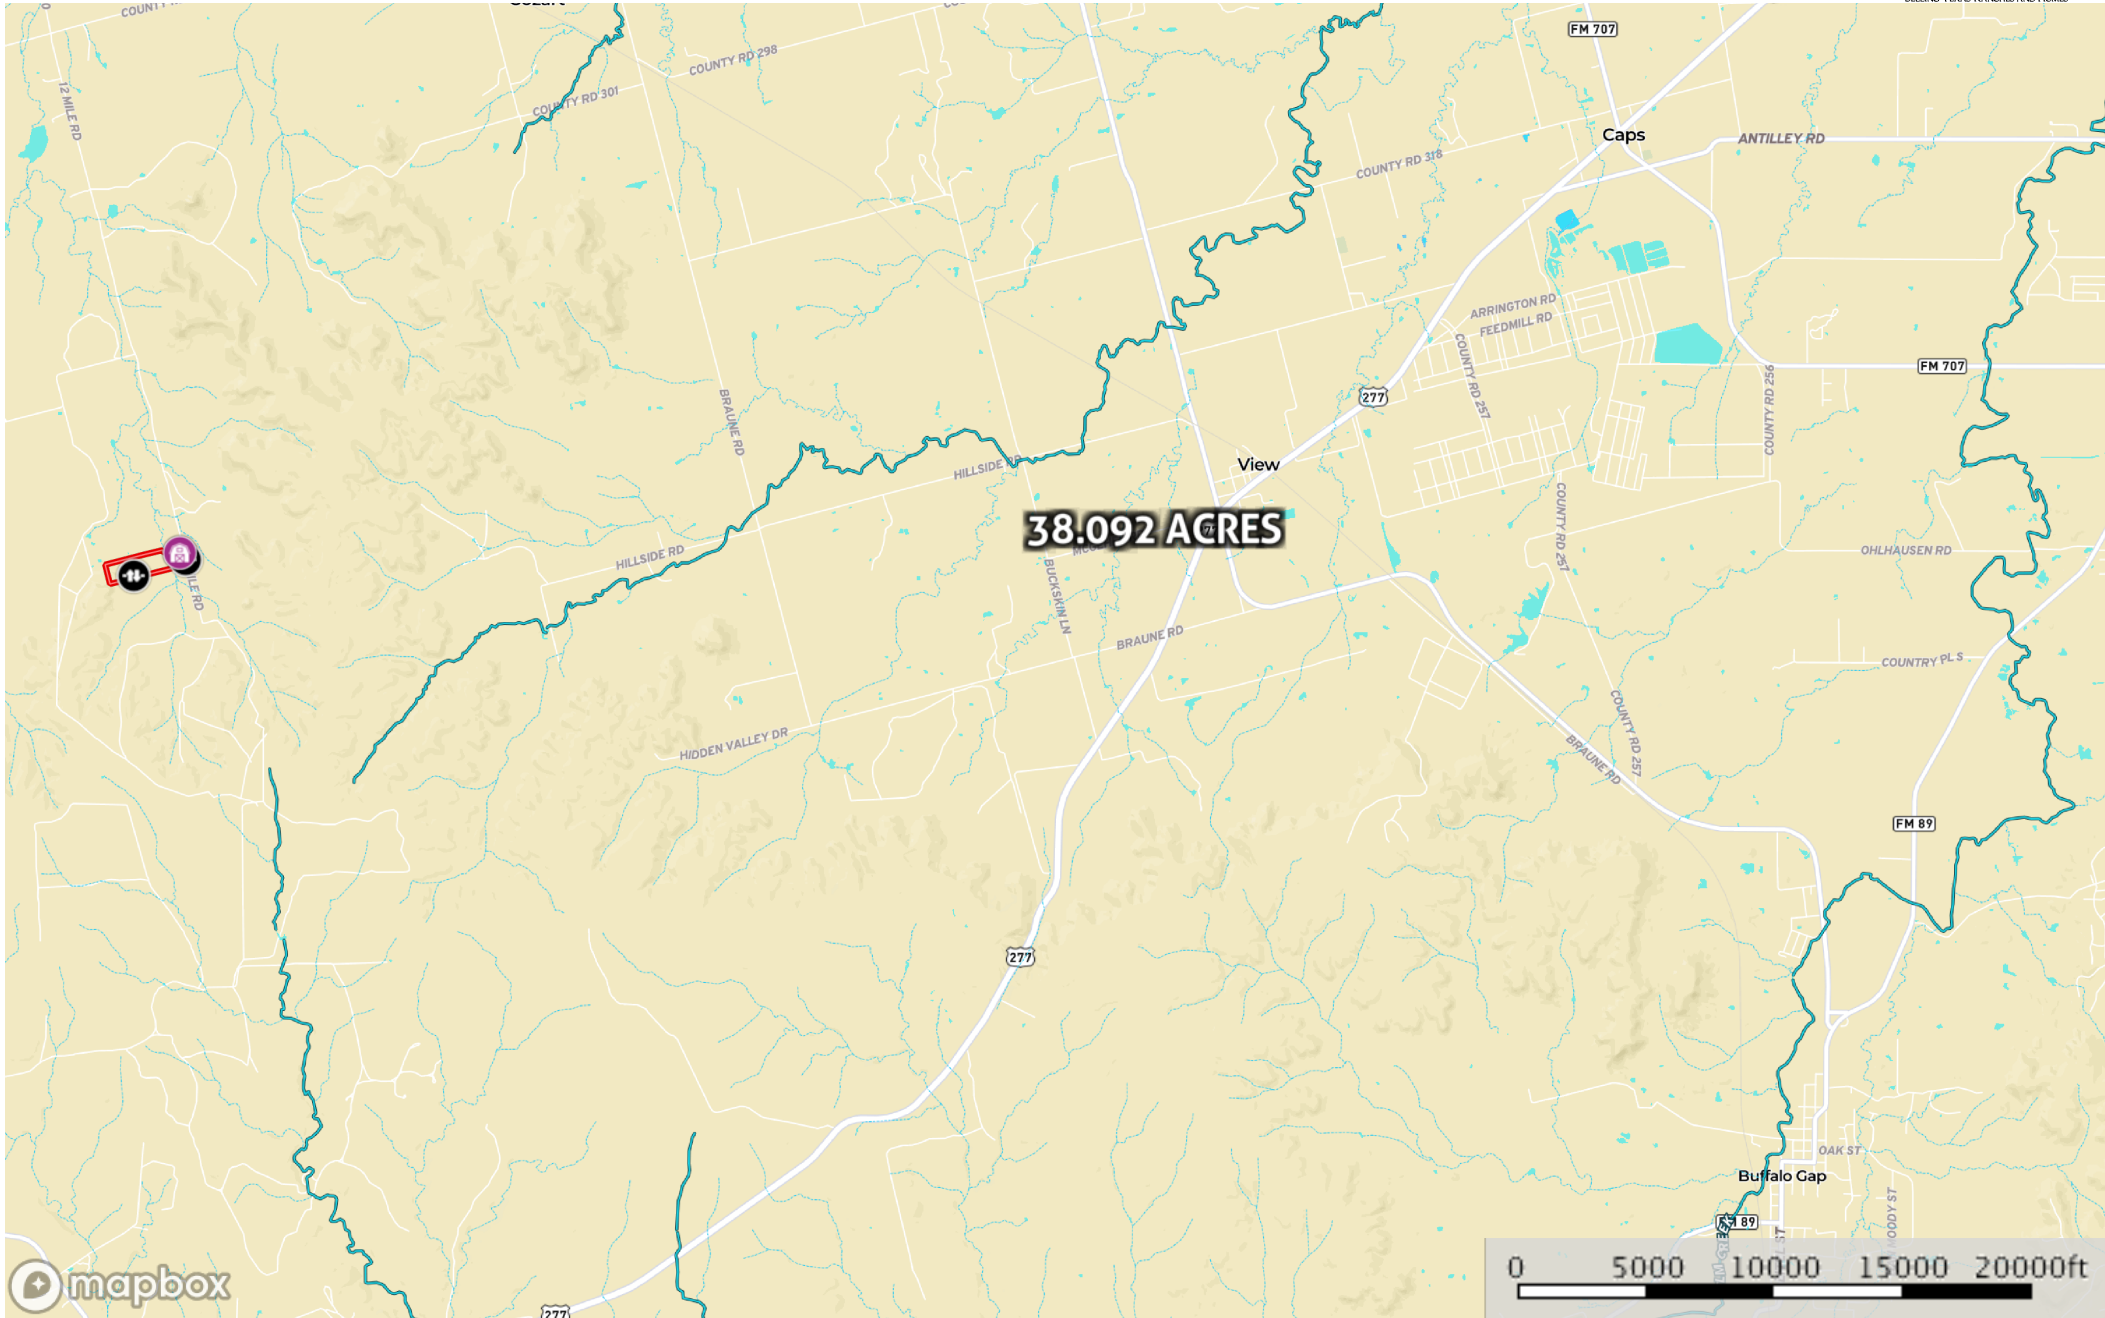 COUNTY RD 298
FM 707
12 MILE RD
COUNTY RD 301
Caps
ANTILLEY RD
COUNTY RD 318
ARRINGTON RD
FEEDMILL RD
COUNTY RD 257
FM 707
COUNTY RD 256
277
BRAUNE RD
HILLSIDE RD
View
38.092 ACRES
COUNTY RD 257
HILLSIDE RD
OHLHAUSEN RD
BUCKSKIN LN
BRAUNE RD
COUNTRY PL S
COUNTY RD 257
HIDDEN VALLEY DR
BRAUNE RD
FM 89
277
OAK ST
Buffalo Gap
MOODY ST
FM 89
mapbox
0 5000 10000 15000 20000ft
277